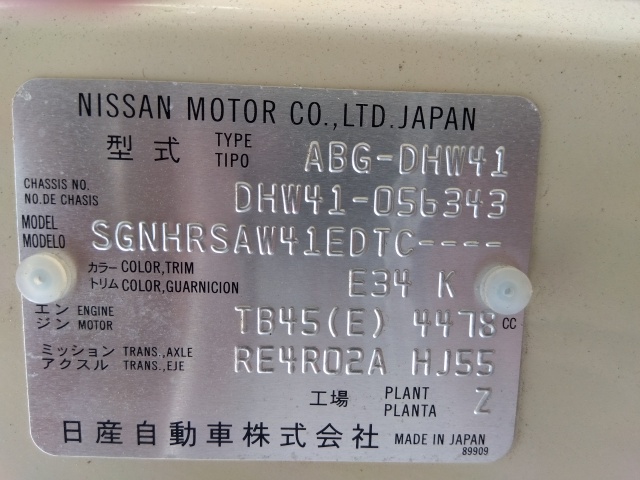 NISSAN MOTOR CO.,LTD.JAPAN
型式 TYPE TIPO ABG-DHW41
CHASSIS NO. NO.DE CHASIS DHW41-056343
MODEL MODELO SGNHRSAW41EDTC----
カラー COLOR,TRIM トリム COLOR,GUARNICION E34 K
エンジン ENGINE MOTOR TB45(E) 4478 CC
ミッション TRANS.,AXLE アクスル TRANS.,EJE RE4R02A HJ55
工場 PLANT PLANTA Z
日産自動車株式会社 MADE IN JAPAN
89909